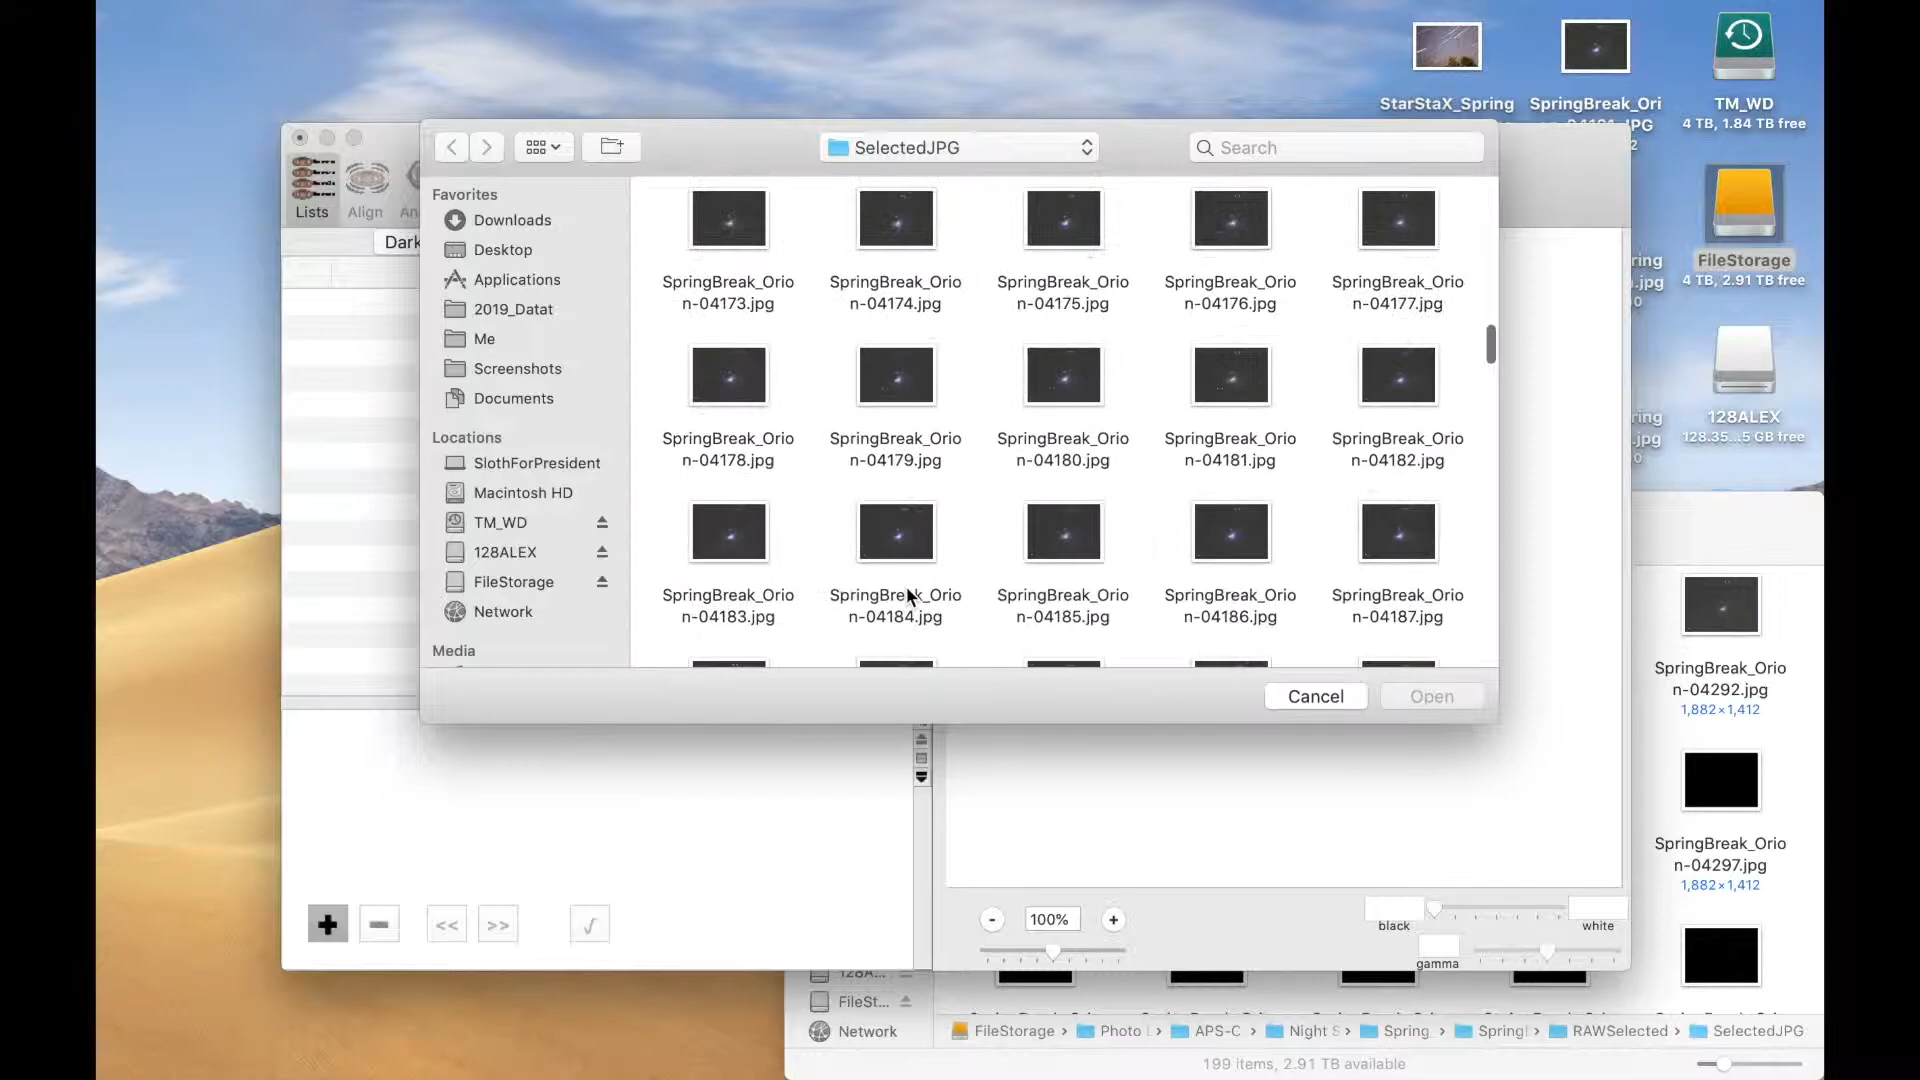 StarStaX_Spring
SpringBreak_Ori
TM_WD
4 TB, 1.84 TB free
SelectedJPG
Search
Lists
Align
Dark
Favorites
Downloads
Desktop
Applications
2019_Datat
Me
Screenshots
Documents
Locations
SlothForPresident
Macintosh HD
TM_WD
128ALEX
FileStorage
Network
Media
SpringBreak_Orio SpringBreak_Orio SpringBreak_Orio SpringBreak_Orio SpringBreak_Orio
n-04173.jpg n-04174.jpg n-04175.jpg n-04176.jpg n-04177.jpg
SpringBreak_Orio SpringBreak_Orio SpringBreak_Orio SpringBreak_Orio SpringBreak_Orio
n-04178.jpg n-04179.jpg n-04180.jpg n-04181.jpg n-04182.jpg
SpringBreak_Orio SpringBreak_Orio SpringBreak_Orio SpringBreak_Orio SpringBreak_Orio
n-04183.jpg n-04184.jpg n-04185.jpg n-04186.jpg n-04187.jpg
Cancel
Open
FileStorage
4 TB, 2.91 TB free
128ALEX
128.35...5 GB free
SpringBreak_Orio
n-04292.jpg
1,882×1,412
SpringBreak_Orio
n-04297.jpg
1,882×1,412
<< >>
- 100% +
black
white
gamma
FileSt...
Network
FileStorage › Photo › APS-C › Night S › Spring › Spring › RAWSelected › SelectedJPG
199 items, 2.91 TB available